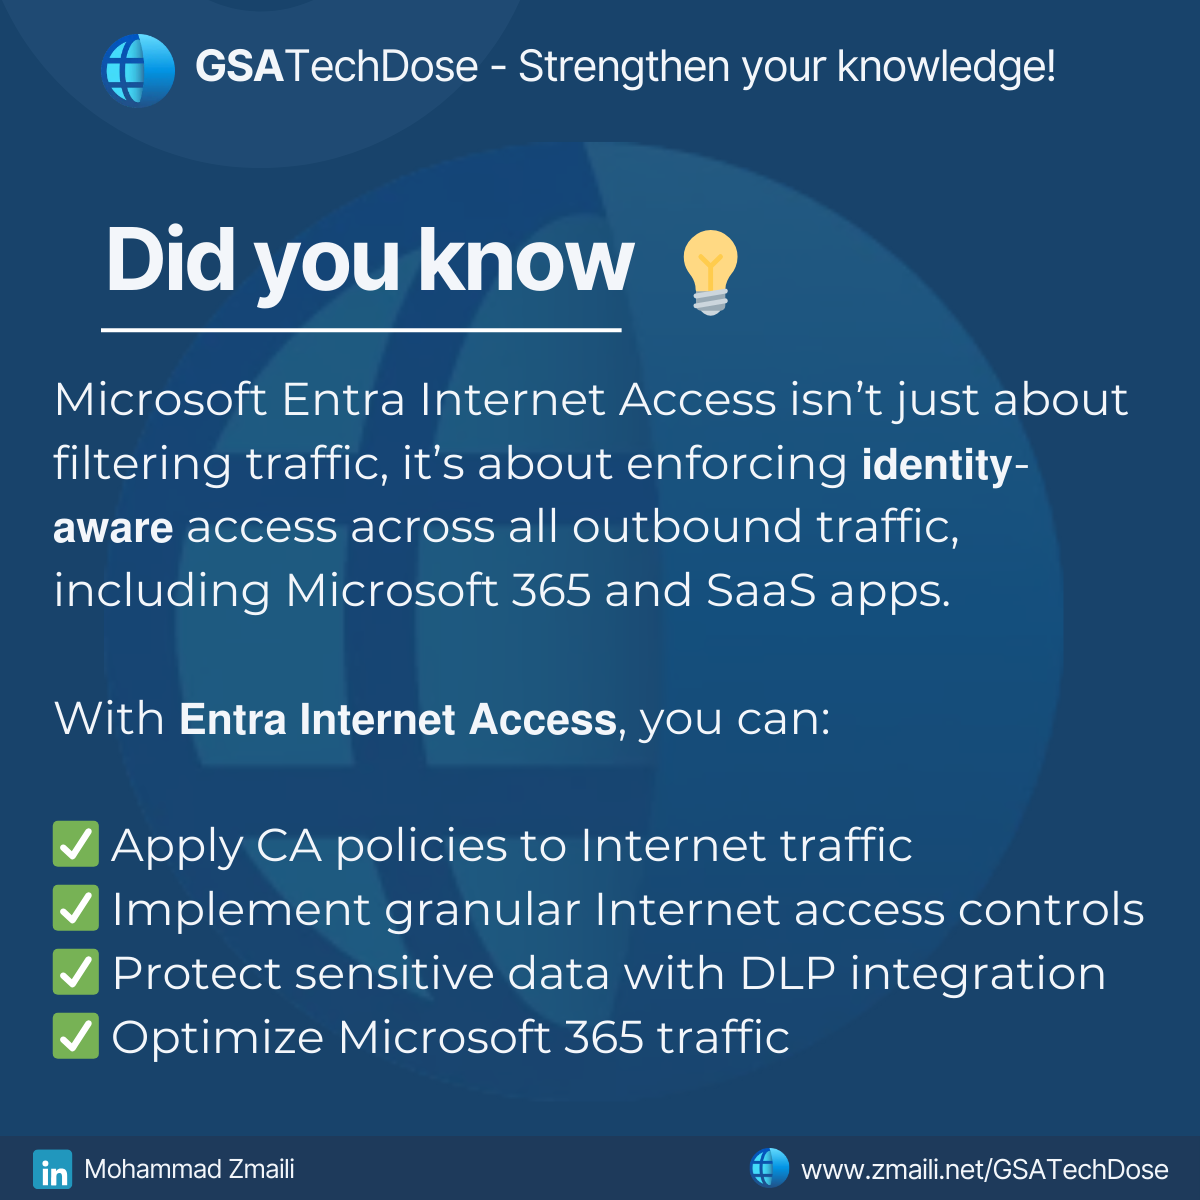 GSATechDose - Strengthen your knowledge!
Did you know
Microsoft Entra Internet Access isn’t just about
filtering traffic, it’s about enforcing identity-
aware access across all outbound traffic,
including Microsoft 365 and SaaS apps.
With Entra Internet Access, you can:
Apply CA policies to Internet traffic
Implement granular Internet access controls
Protect sensitive data with DLP integration
Optimize Microsoft 365 traffic
in Mohammad Zmaili
www.zmaili.net/GSATechDose